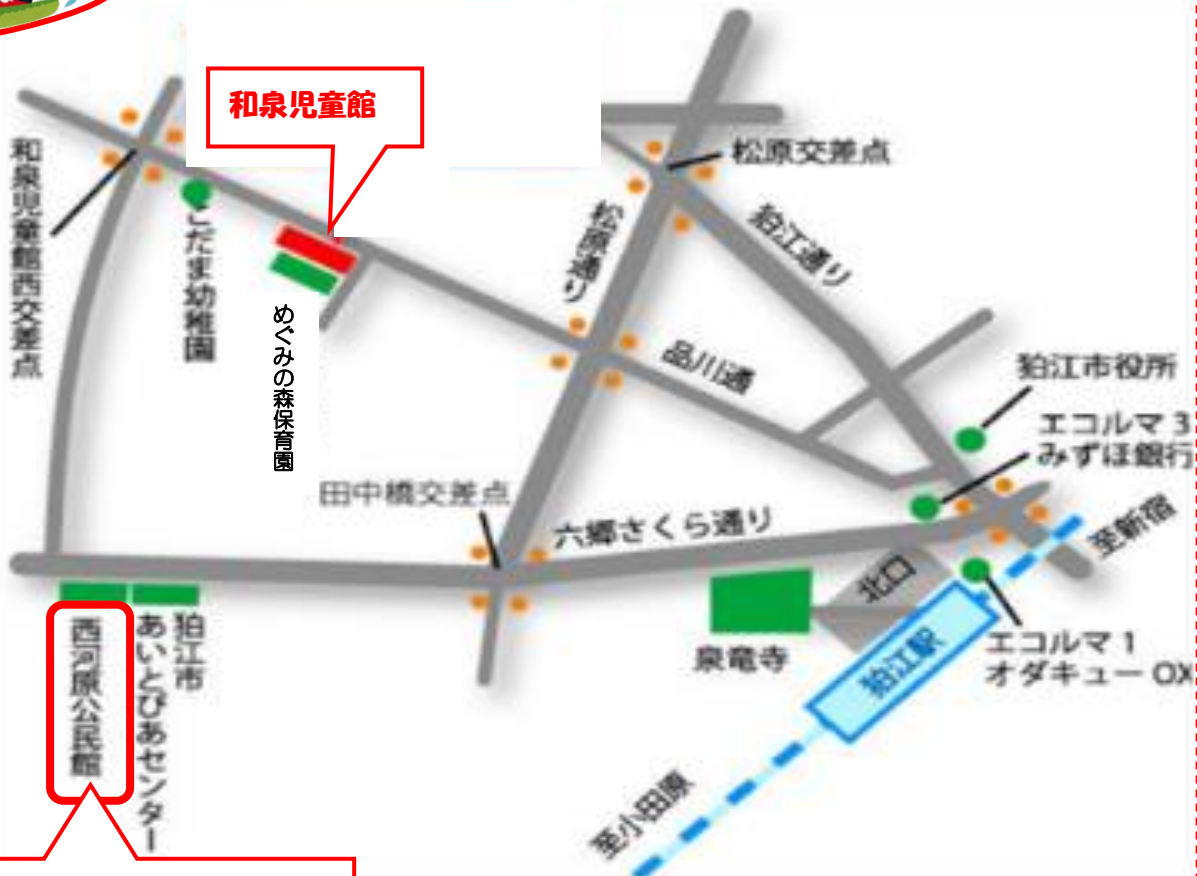 和泉児童館
松原交差点
和泉児童館西交差点
こだま幼稚園
めぐみの森保育園
松原通り
狛江通り
品川通
狛江市役所
エコルマ 3
みずほ銀行
田中橋交差点
六郷さくら通り
至新宿
北口
泉竜寺
狛江駅
エコルマ 1
オダキュー OX
狛江市
あいとぴあセンター
西河原公民館
至小田原